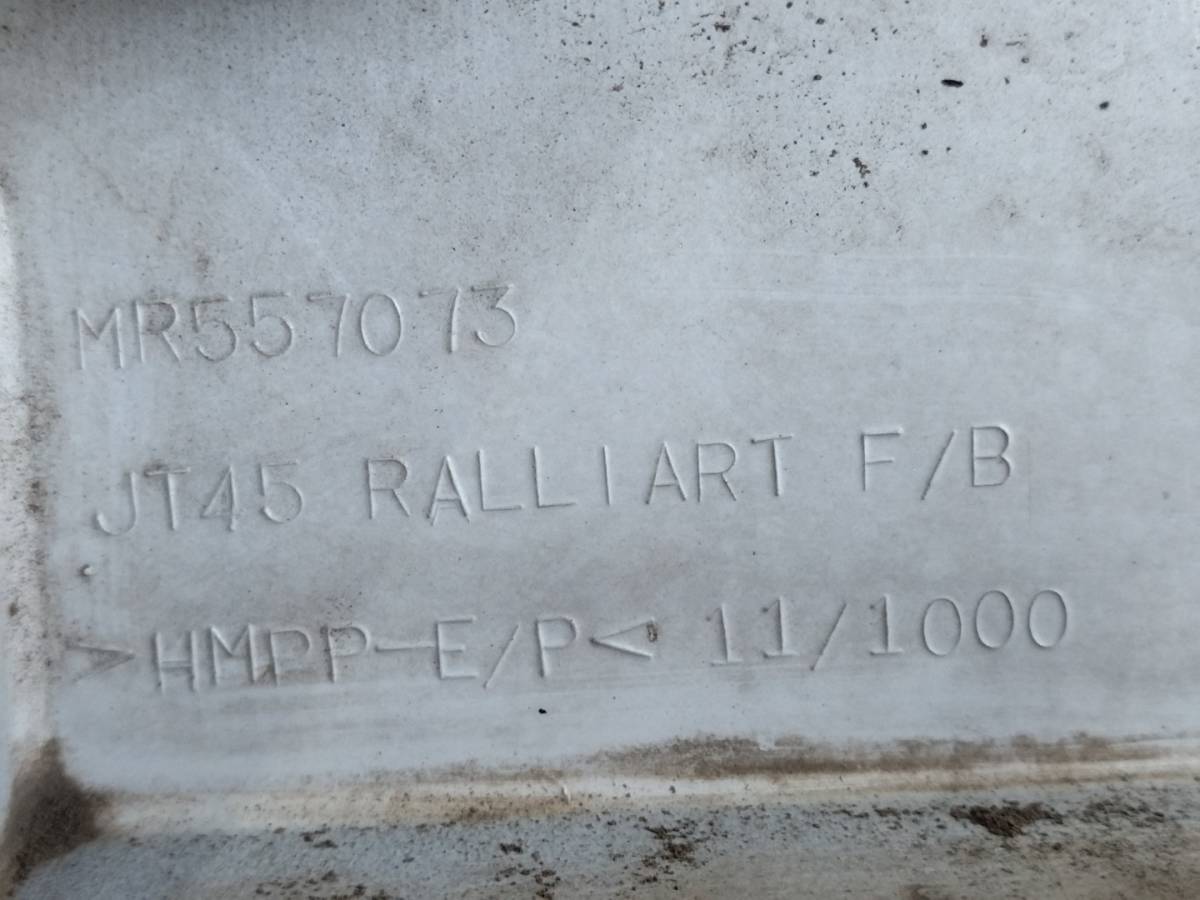 MR557073
JT45 RALLIART F/B
>HMPP-E/P< 11/1000